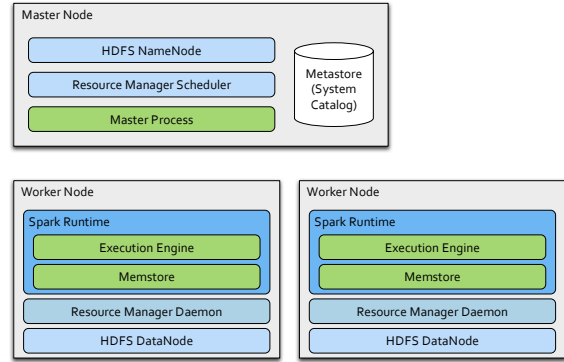 Master Node
HDFS NameNode
Resource Manager Scheduler
Master Process
Metastore
(System
Catalog)
Worker Node
Spark Runtime
Execution Engine
Memstore
Resource Manager Daemon
HDFS DataNode
Worker Node
Spark Runtime
Execution Engine
Memstore
Resource Manager Daemon
HDFS DataNode